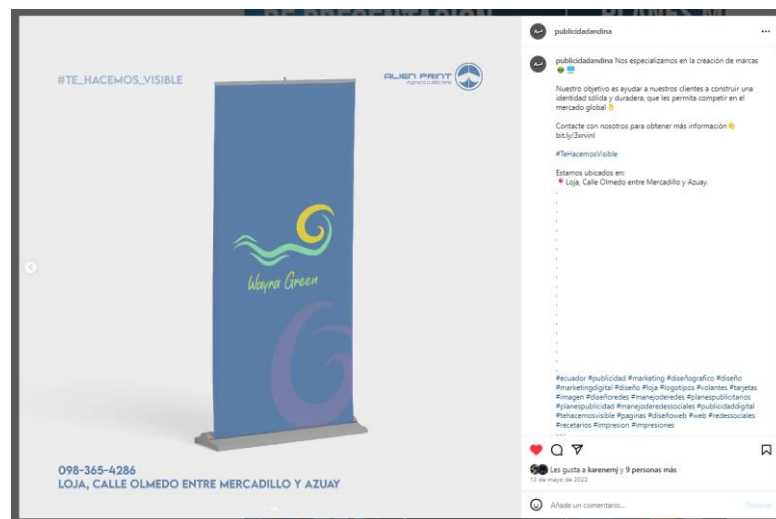 #TE_HACEMOS_VISIBLE
ALIEN PRINT
Wayra Green
098-365-4286
LOJA, CALLE OLMEDO ENTRE MERCADILLO Y AZUAY
publicidadandina
publicidadandina Nos especializamos en la creación de marcas
Nuestro objetivo es ayudar a nuestros clientes a construir una
identidad sólida y duradera, que les permita competir en el
mercado global
Contacte con nosotros para obtener más información
bit.ly/3xrvinl
#TeHacemosVisible
Estamos ubicados en:
Loja, Calle Olmedo entre Mercadillo y Azuay.
#ecuador #publicidad #marketing #diseñografico #diseño
#marketingdigital #diseño #loja #logotipos #volantes #tarjetas
#imagen #diseñoredes #manejoderedes #planespublicitarios
#planespublicidad #manejoderedessociales #publicidaddigital
#tehacemosvisible #paginas #diseñoweb #web #redessociales
#recetarios #impresion #impresiones
Les gusta a karenemj y 9 personas más
13 de mayo de 2022
Añade un comentario...
Publicar